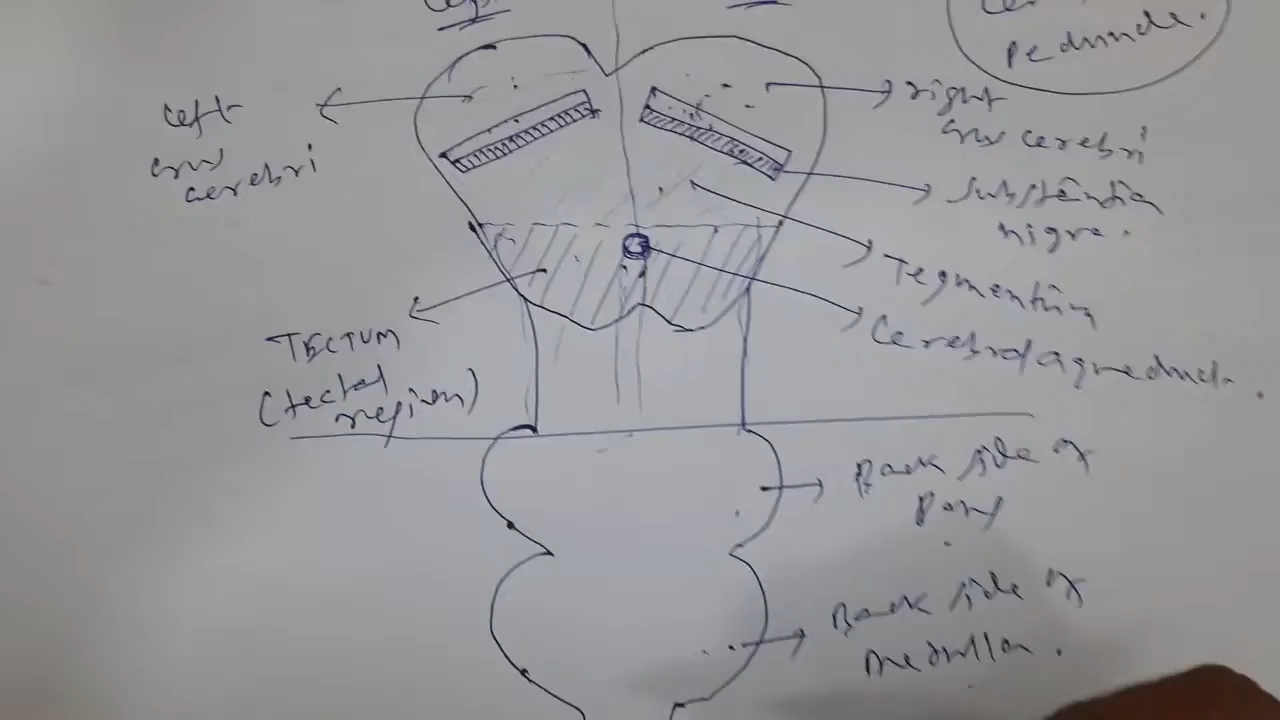 Peduncle.
left
crus
cerebri
right
crus cerebri
Substantia
nigra.
Tegmentum
Cerebral aqueduct.
TECTUM
(tectal
region)
Back side of
Pons
Back side of
medulla.